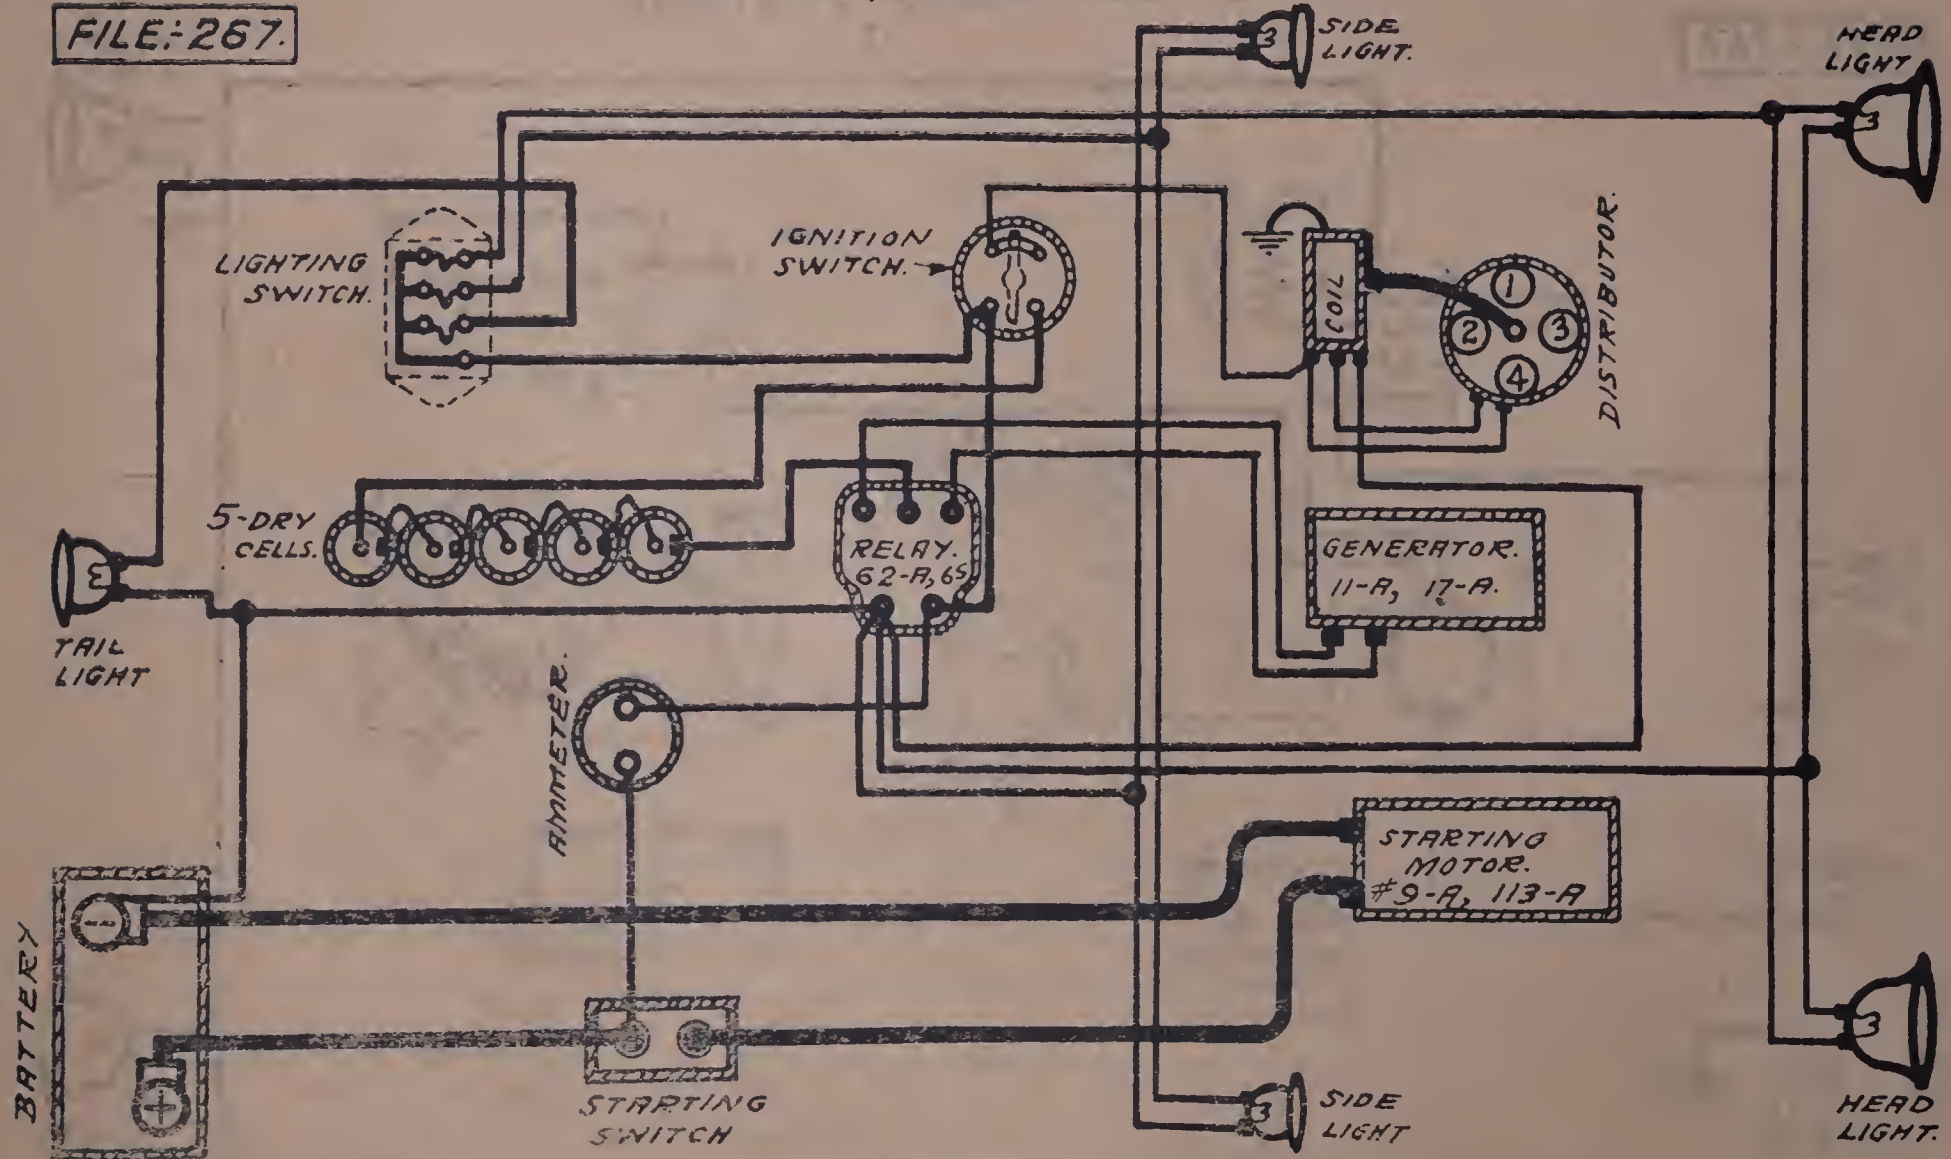 FILE:-267.
SIDE
LIGHT.
HEAD
LIGHT
LIGHTING
SWITCH.
IGNITION
SWITCH.
COIL
1
2
3
4
DISTRIBUTOR.
5-DRY
CELLS.
RELAY.
62-A, 65
GENERATOR.
11-A, 17-A.
TAIL
LIGHT
AMMETER.
STARTING
MOTOR.
#9-A, 113-A
BATTERY
-
+
STARTING
SWITCH
SIDE
LIGHT
HEAD
LIGHT.